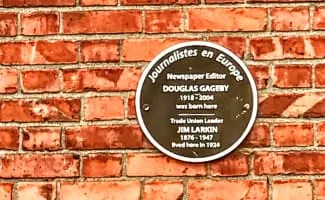 Journalistes en Europe
Newspaper Editor
DOUGLAS GAGEBY
1918 - 2004
was born here
Trade Union Leader
JIM LARKIN
1876 - 1947
lived here in 1924